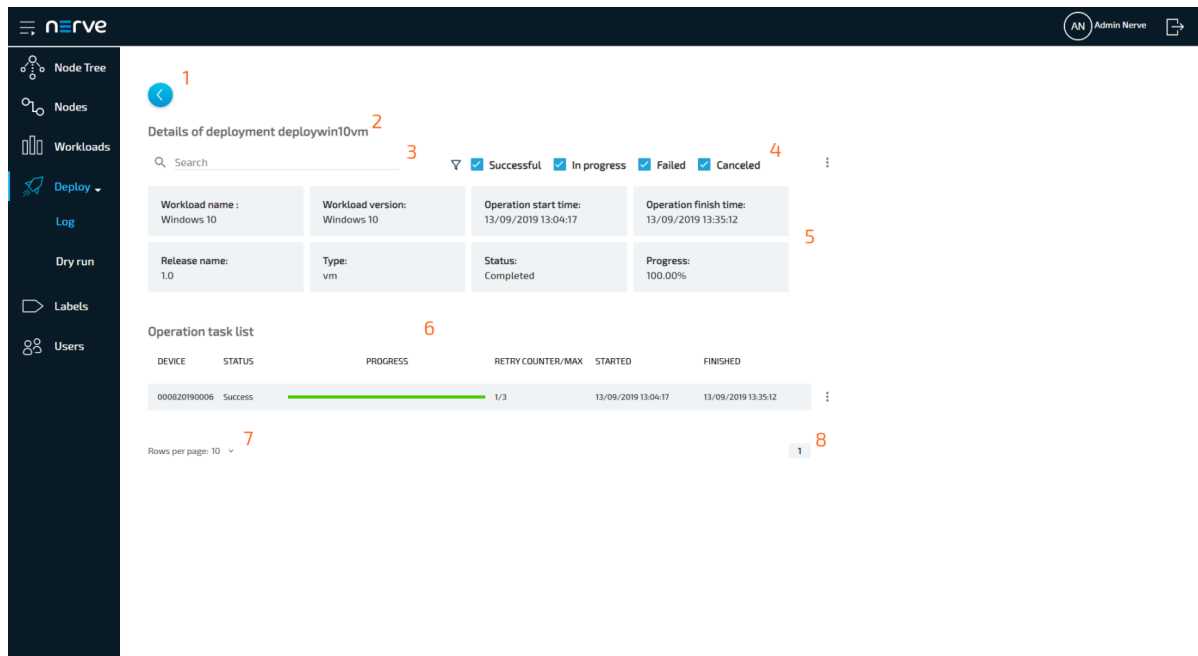 nerve
AN Admin Nerve
Node Tree
Nodes
Workloads
Deploy
Log
Dry run
Labels
Users
1
Details of deployment deploywin10vm 2
Search 3
Successful In progress Failed Canceled 4
Workload name : Workload version: Operation start time: Operation finish time:
Windows 10 Windows 10 13/09/2019 13:04:17 13/09/2019 13:35:12
5
Release name: Type: Status: Progress:
1.0 vm Completed 100.00%
Operation task list 6
DEVICE STATUS PROGRESS RETRY COUNTER/MAX STARTED FINISHED
000820190006 Success 1/3 13/09/2019 13:04:17 13/09/2019 13:35:12
Rows per page: 10 7
1 8